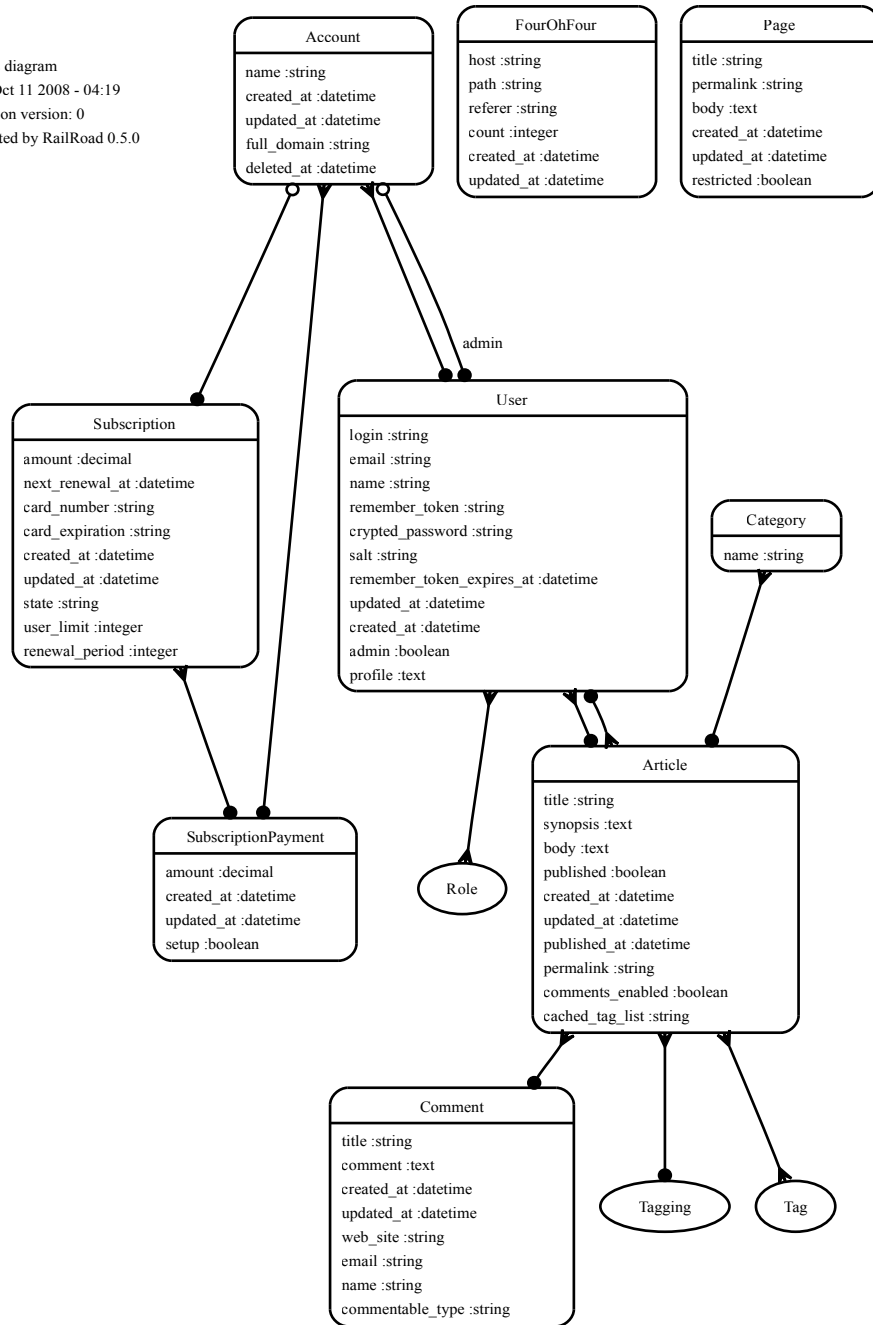 diagram
ct 11 2008 - 04:19
on version: 0
ted by RailRoad 0.5.0
Account
name :string
created_at :datetime
updated_at :datetime
full_domain :string
deleted_at :datetime
FourOhFour
host :string
path :string
referer :string
count :integer
created_at :datetime
updated_at :datetime
Page
title :string
permalink :string
body :text
created_at :datetime
updated_at :datetime
restricted :boolean
admin
Subscription
amount :decimal
next_renewal_at :datetime
card_number :string
card_expiration :string
created_at :datetime
updated_at :datetime
state :string
user_limit :integer
renewal_period :integer
User
login :string
email :string
name :string
remember_token :string
crypted_password :string
salt :string
remember_token_expires_at :datetime
updated_at :datetime
created_at :datetime
admin :boolean
profile :text
Category
name :string
SubscriptionPayment
amount :decimal
created_at :datetime
updated_at :datetime
setup :boolean
Role
Article
title :string
synopsis :text
body :text
published :boolean
created_at :datetime
updated_at :datetime
published_at :datetime
permalink :string
comments_enabled :boolean
cached_tag_list :string
Comment
title :string
comment :text
created_at :datetime
updated_at :datetime
web_site :string
email :string
name :string
commentable_type :string
Tagging
Tag